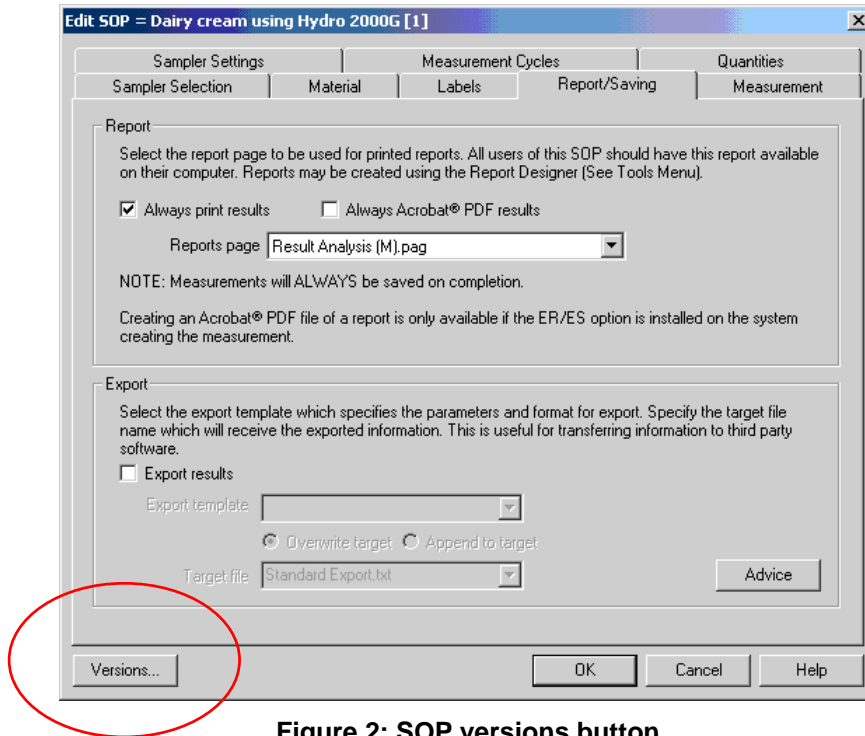 Edit SOP = Dairy cream using Hydro 2000G [1]
Sampler Settings Measurement Cycles Quantities
Sampler Selection Material Labels Report/Saving Measurement
Report
Select the report page to be used for printed reports. All users of this SOP should have this report available
on their computer. Reports may be created using the Report Designer (See Tools Menu).
Always print results Always Acrobat® PDF results
Reports page Result Analysis (M).pag
NOTE: Measurements will ALWAYS be saved on completion.
Creating an Acrobat® PDF file of a report is only available if the ER/ES option is installed on the system
creating the measurement.
Export
Select the export template which specifies the parameters and format for export. Specify the target file
name which will receive the exported information. This is useful for transferring information to third party
software.
Export results
Export template
Overwrite target Append to target
Target file Standard Export.txt Advice
Versions... OK Cancel Help
Figure 2: SOP versions button